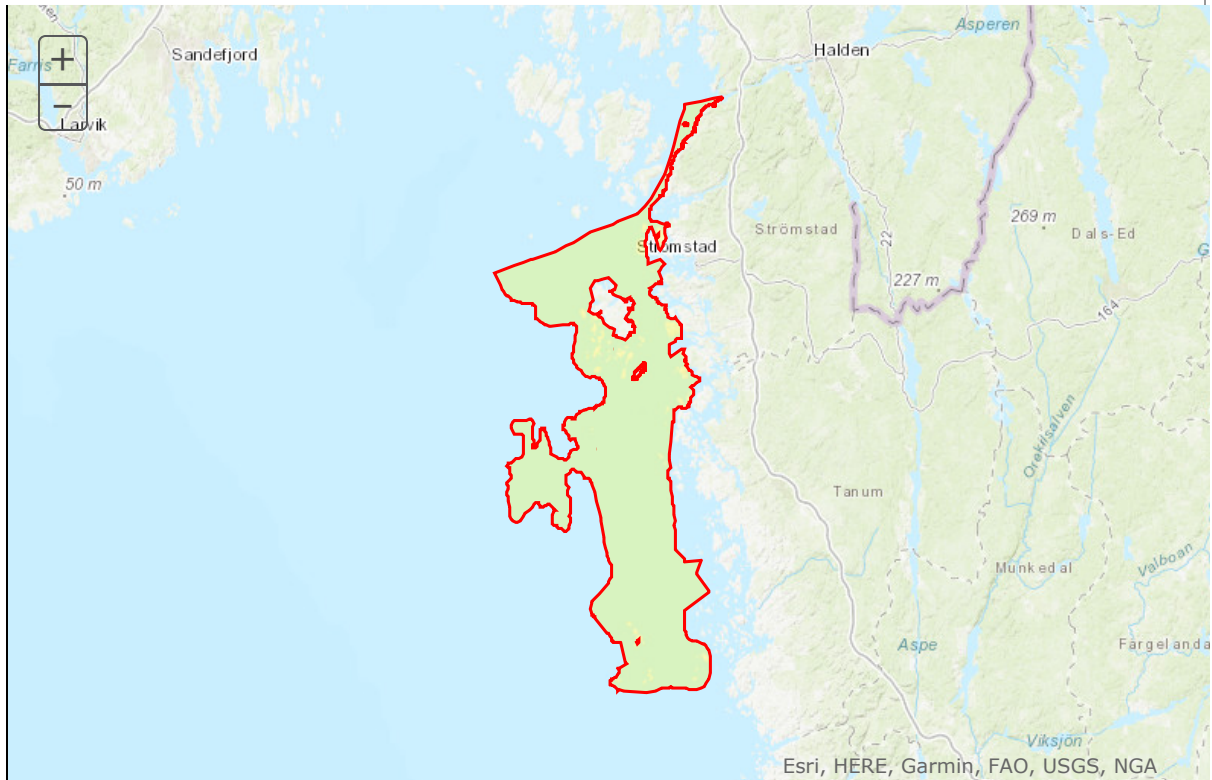 Asperen
Sandefjord
Halden
+
Farris
−
Larvik
50 m
269 m
Strömstad
22
Dals-Ed
Strömstad
227 m
164
Orekilsalven
Tanum
Valboan
Munkedal
Aspe
Färgelanda
Viksjön
Esri, HERE, Garmin, FAO, USGS, NGA